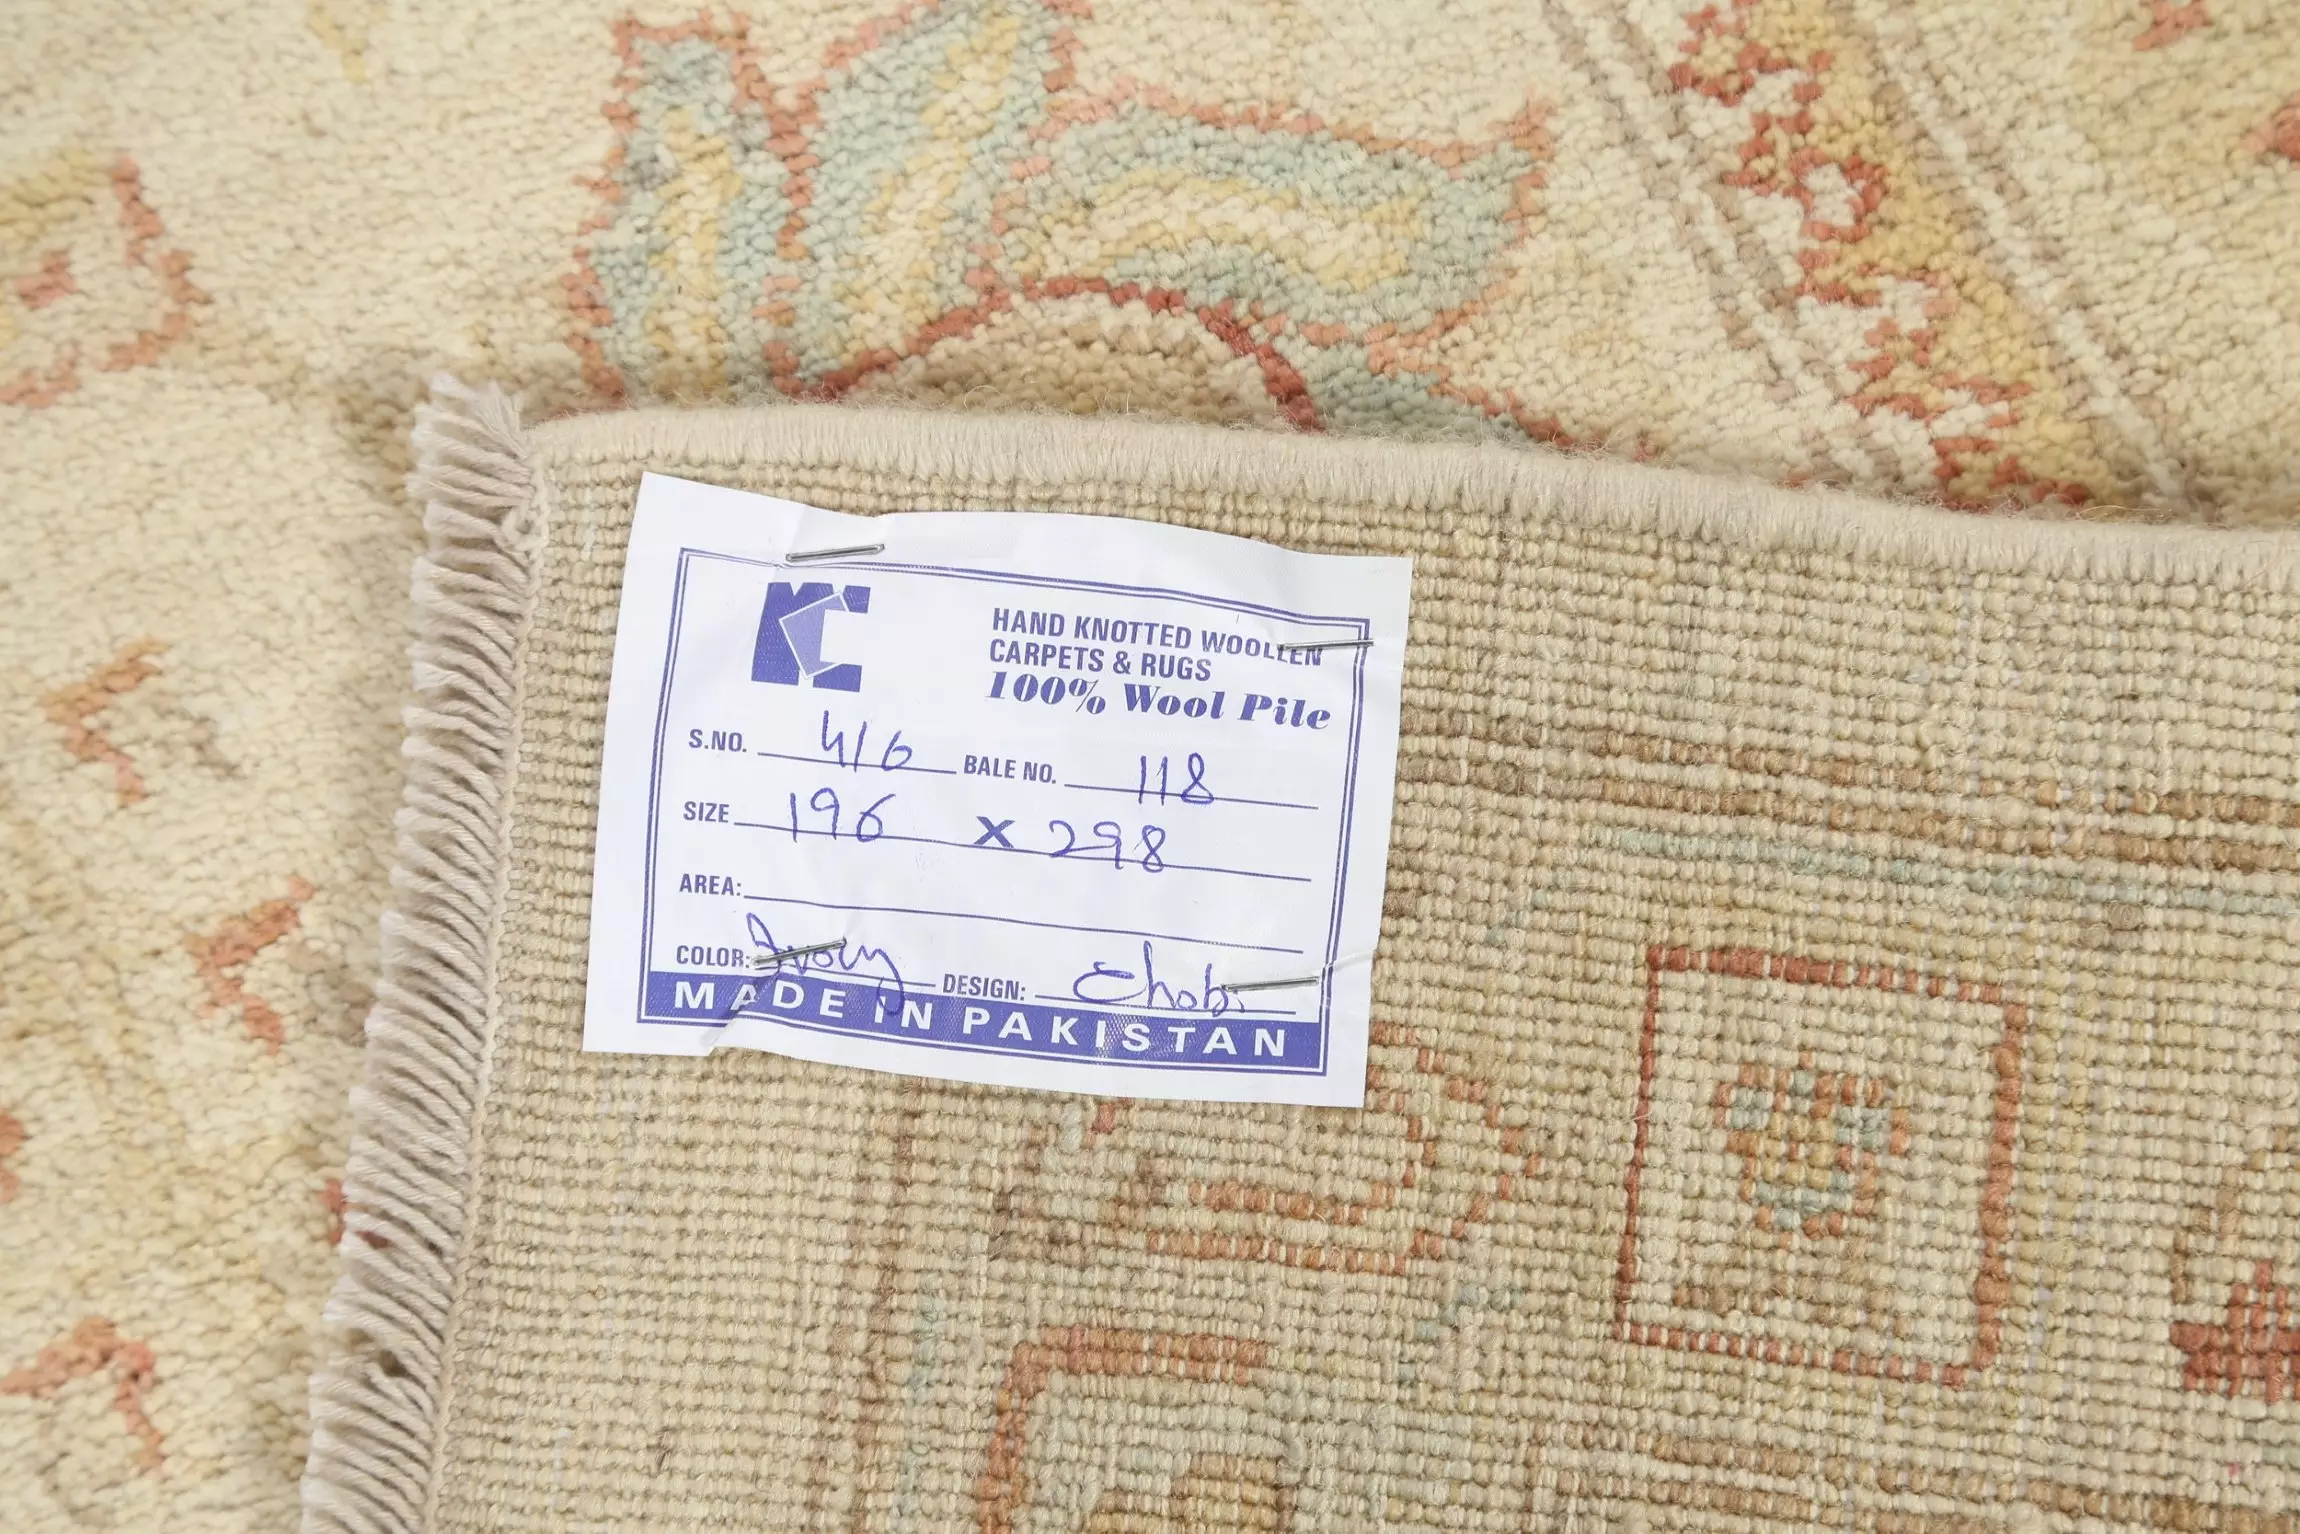 HAND KNOTTED WOOLLEN
CARPETS & RUGS
100% Wool Pile
S.NO. 416 BALE NO. 118
SIZE 196 X 298
AREA:
COLOR: Ivory DESIGN: Chobi
MADE IN PAKISTAN